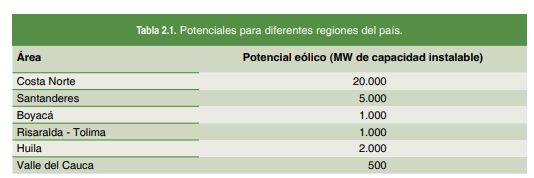 Tabla 2.1. Potenciales para diferentes regiones del país.
Área Potencial eólico (MW de capacidad instalable)
Costa Norte 20.000
Santanderes 5.000
Boyacá 1.000
Risaralda - Tolima 1.000
Huila 2.000
Valle del Cauca 500